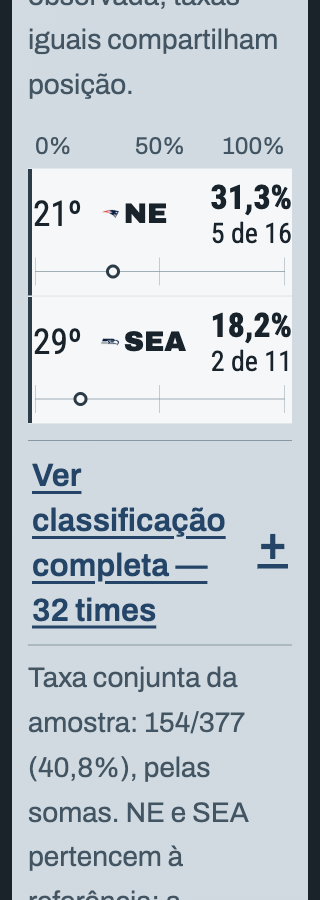 observada; taxas
iguais compartilham
posição.
0% 50% 100%
21º NE 31,3%
5 de 16
29º SEA 18,2%
2 de 11
Ver
classificação
completa —
32 times
±
Taxa conjunta da
amostra: 154/377
(40,8%), pelas
somas. NE e SEA
pertencem à